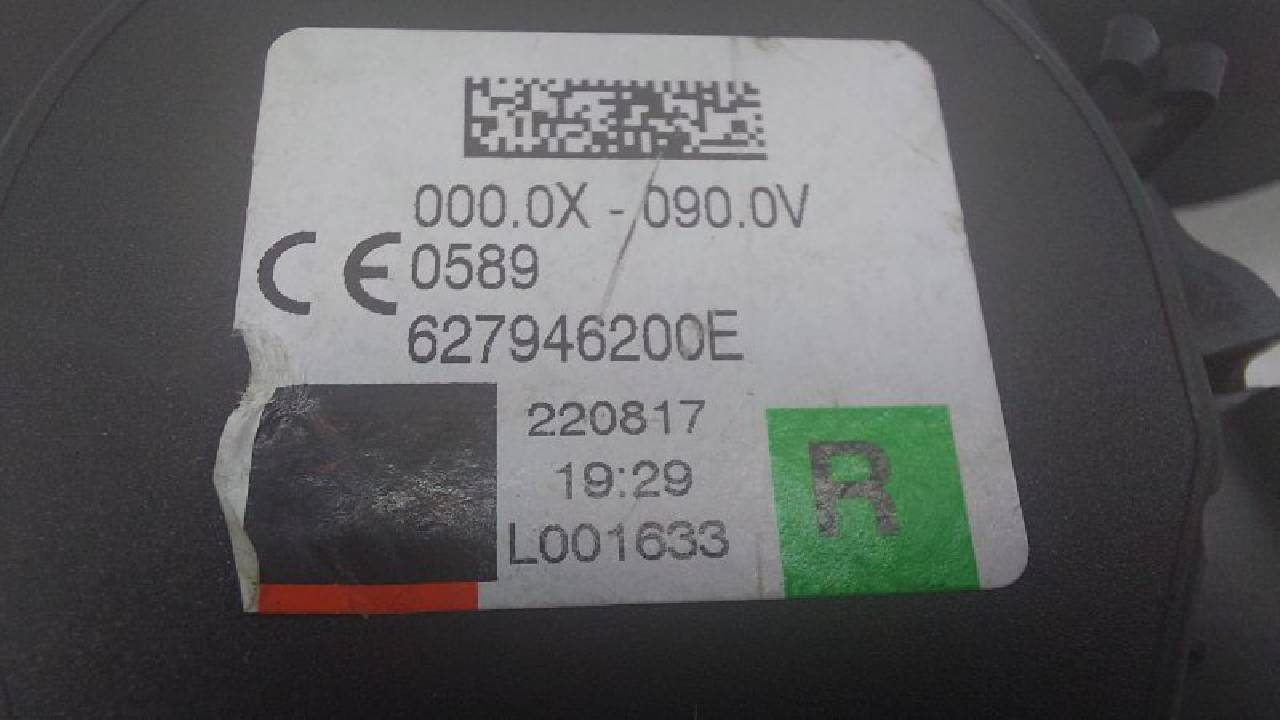 000.0X - 090.0V
CE 0589
627946200E
220817
19:29
L001633
R